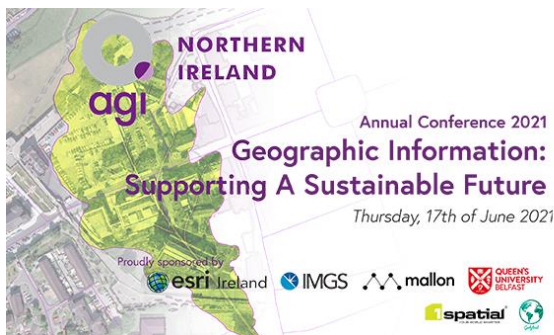 NORTHERN
IRELAND
agi
Annual Conference 2021
Geographic Information:
Supporting A Sustainable Future
Thursday, 17th of June 2021
Proudly sponsored by
esri Ireland
IMGS
mallon
QUEEN'S
UNIVERSITY
BELFAST
1spatial